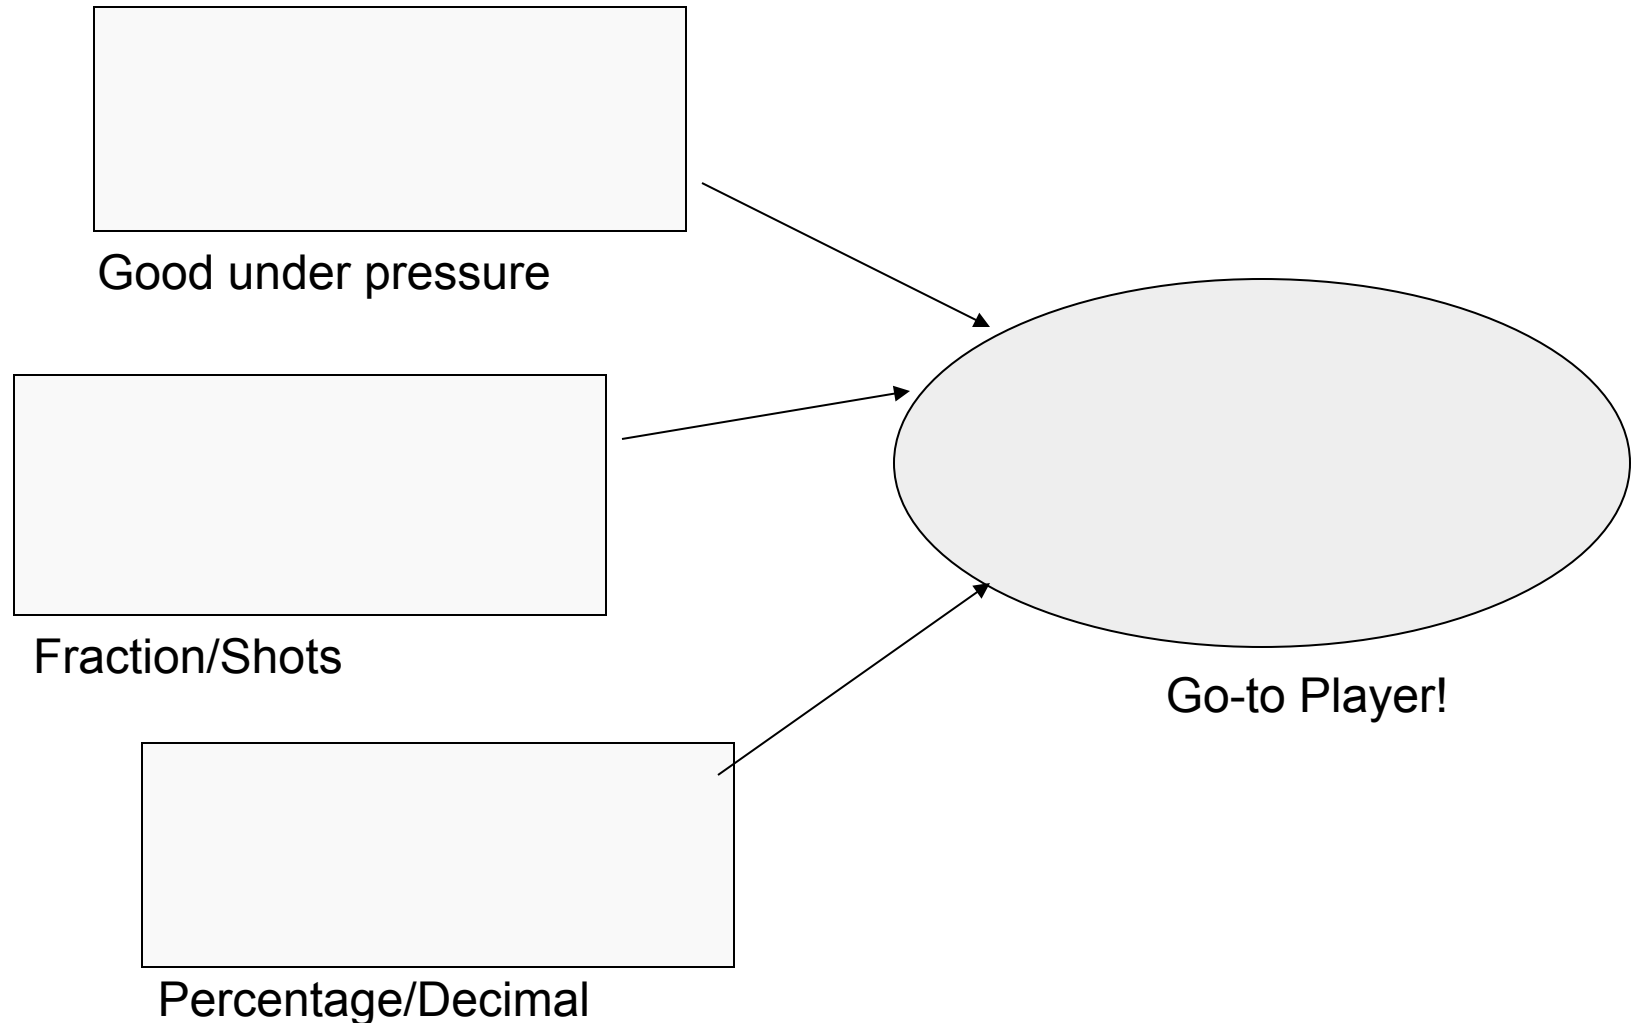 Good under pressure
Fraction/Shots
Go-to Player!
Percentage/Decimal